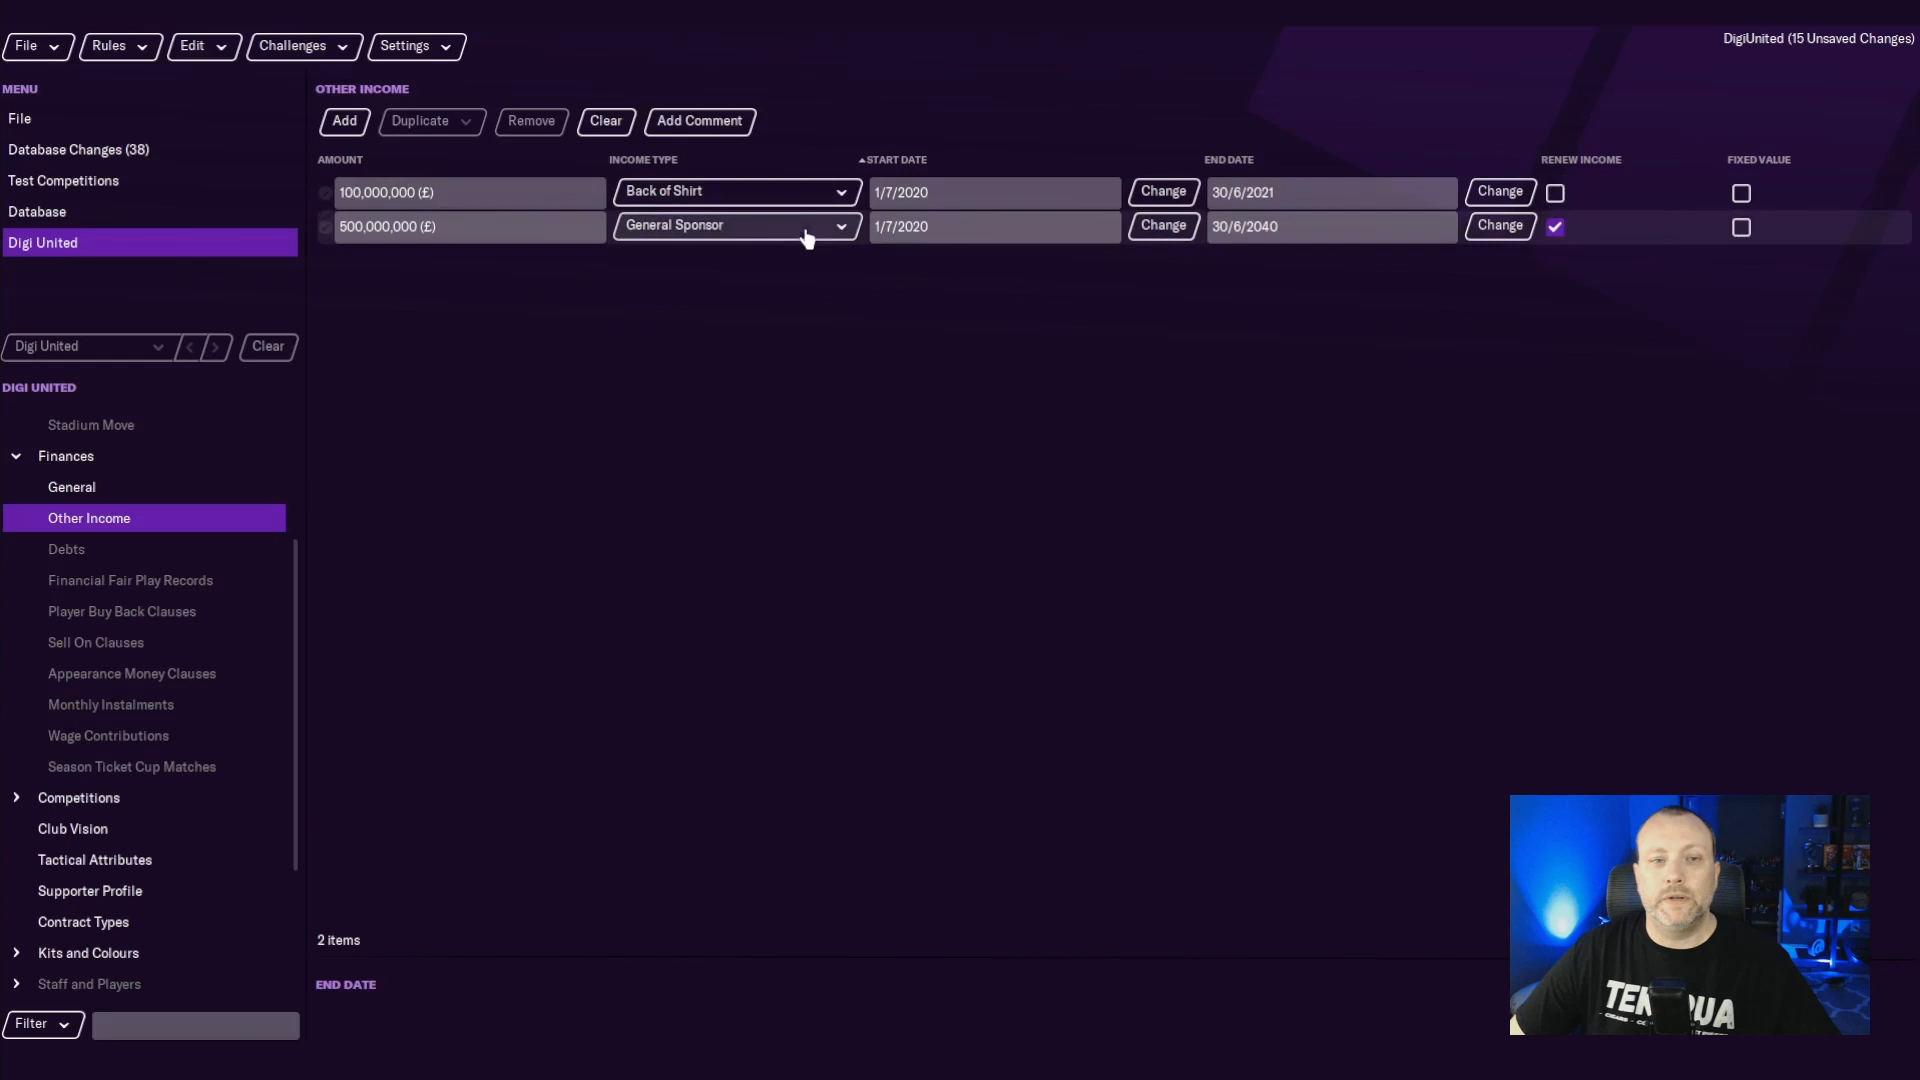 File
Rules
Edit
Challenges
Settings
DigiUnited (15 Unsaved Changes)
MENU
File
Database Changes (38)
Test Competitions
Database
Digi United
Digi United
Clear
DIGI UNITED
Stadium Move
Finances
General
Other Income
Debts
Financial Fair Play Records
Player Buy Back Clauses
Sell On Clauses
Appearance Money Clauses
Monthly Instalments
Wage Contributions
Season Ticket Cup Matches
Competitions
Club Vision
Tactical Attributes
Supporter Profile
Contract Types
Kits and Colours
Staff and Players
Filter
OTHER INCOME
Add
Duplicate
Remove
Clear
Add Comment
AMOUNT INCOME TYPE START DATE END DATE RENEW INCOME FIXED VALUE
100,000,000 (£) Back of Shirt 1/7/2020 Change 30/6/2021 Change
500,000,000 (£) General Sponsor 1/7/2020 Change 30/6/2040 Change
2 items
END DATE